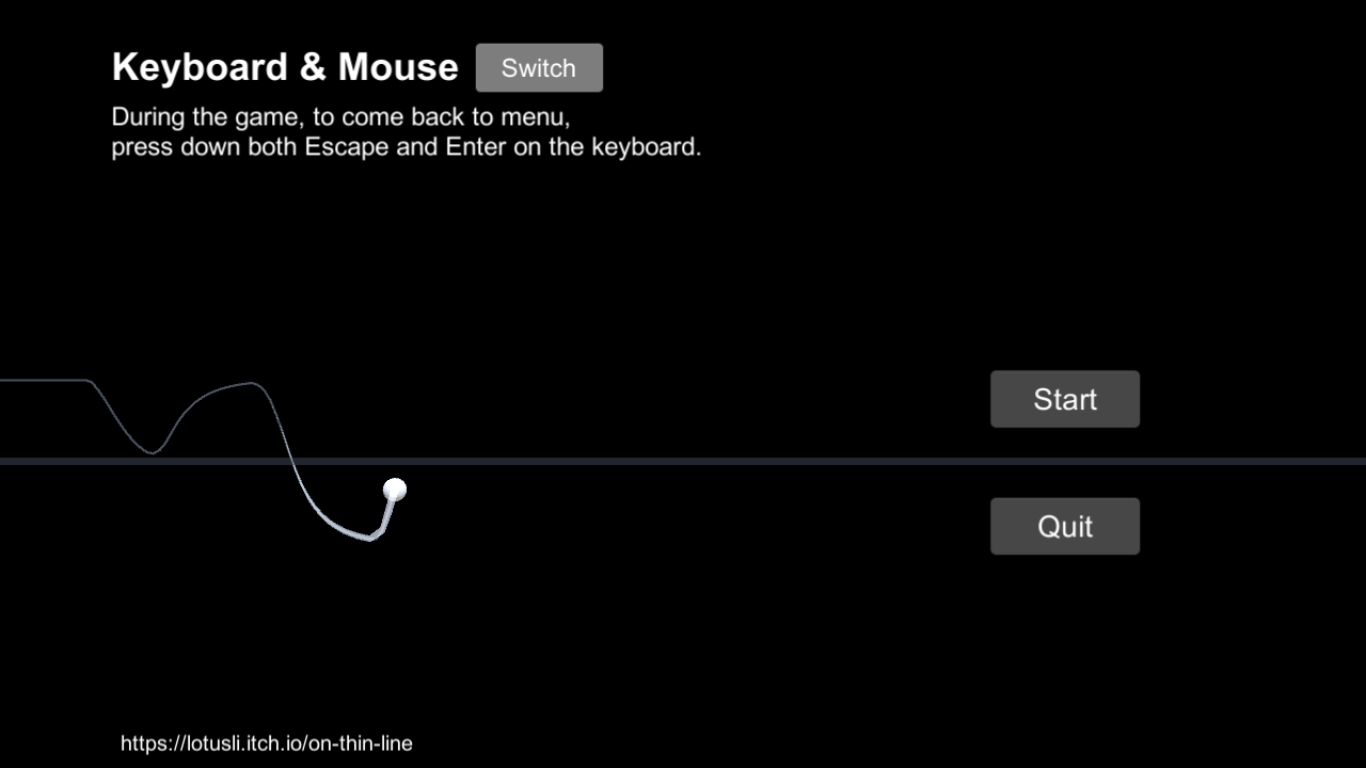 Keyboard & Mouse
Switch
During the game, to come back to menu,
press down both Escape and Enter on the keyboard.
Start
Quit
https://lotusli.itch.io/on-thin-line